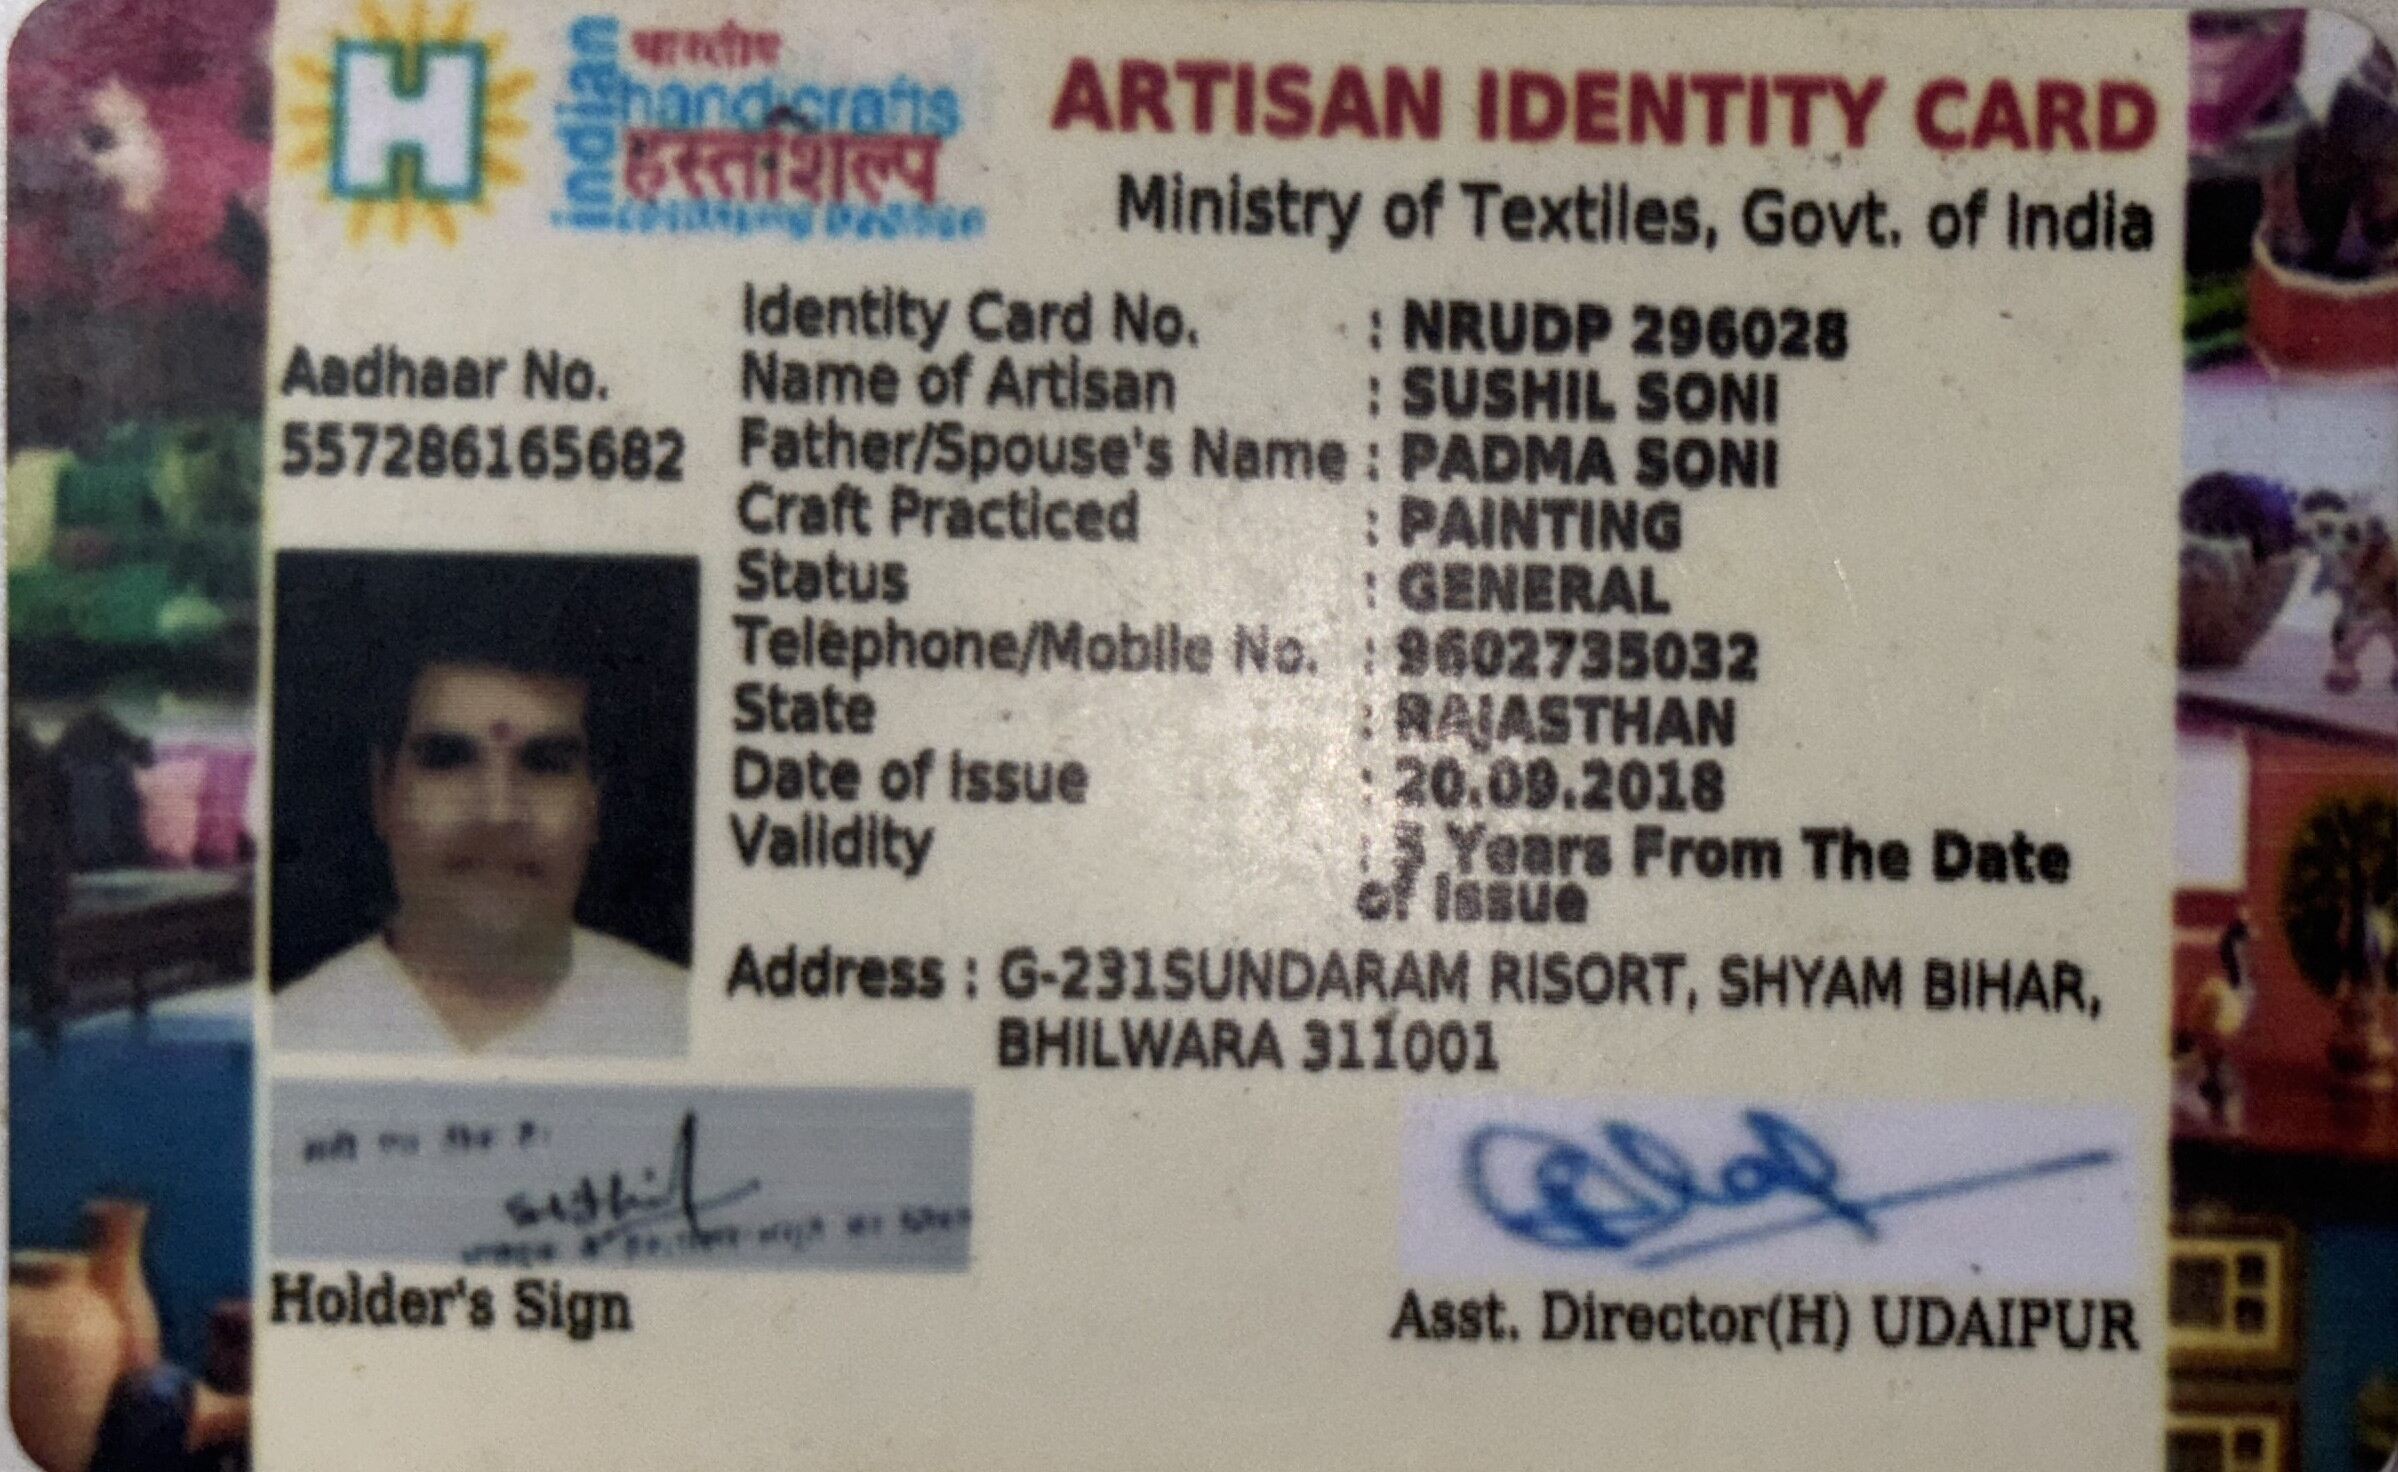 भारतीय
indian
handicrafts
हस्तशिल्प
ARTISAN IDENTITY CARD
Ministry of Textiles, Govt. of India
Aadhaar No.
557286165682
Identity Card No. : NRUDP 296028
Name of Artisan : SUSHIL SONI
Father/Spouse's Name : PADMA SONI
Craft Practiced : PAINTING
Status : GENERAL
Telephone/Mobile No. : 9602735032
State : RAJASTHAN
Date of Issue : 20.09.2018
Validity : Years From The Date
of Issue
Address : G-231SUNDARAM RISORT, SHYAM BIHAR,
BHILWARA 311001
Holder's Sign
Asst. Director(H) UDAIPUR